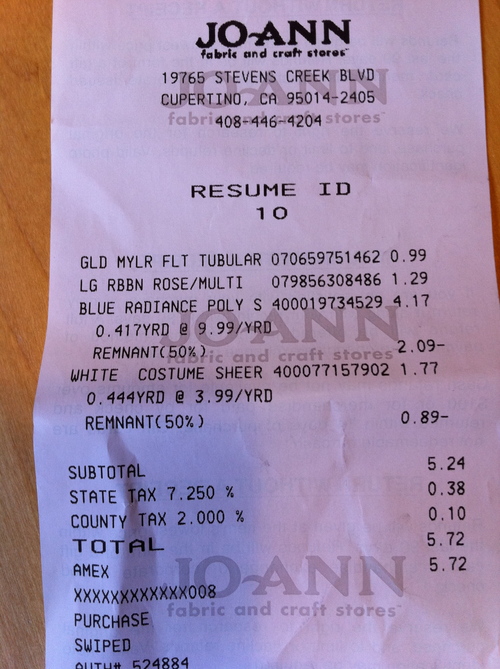 JO-ANN
fabric and craft stores
19765 STEVENS CREEK BLVD
CUPERTINO, CA 95014-2405
408-446-4204
RESUME ID
10
GLD MYLR FLT TUBULAR 070659751462 0.99
LG RBBN ROSE/MULTI 079856308486 1.29
BLUE RADIANCE POLY S 400019734529 4.17
0.417YRD @ 9.99/YRD
REMNANT(50%) 2.09-
WHITE COSTUME SHEER 400077157902 1.77
0.444YRD @ 3.99/YRD
REMNANT(50%) 0.89-
SUBTOTAL 5.24
STATE TAX 7.250 % 0.38
COUNTY TAX 2.000 % 0.10
TOTAL 5.72
AMEX 5.72
XXXXXXXXXXXX008
PURCHASE
SWIPED
AUTH# 524884